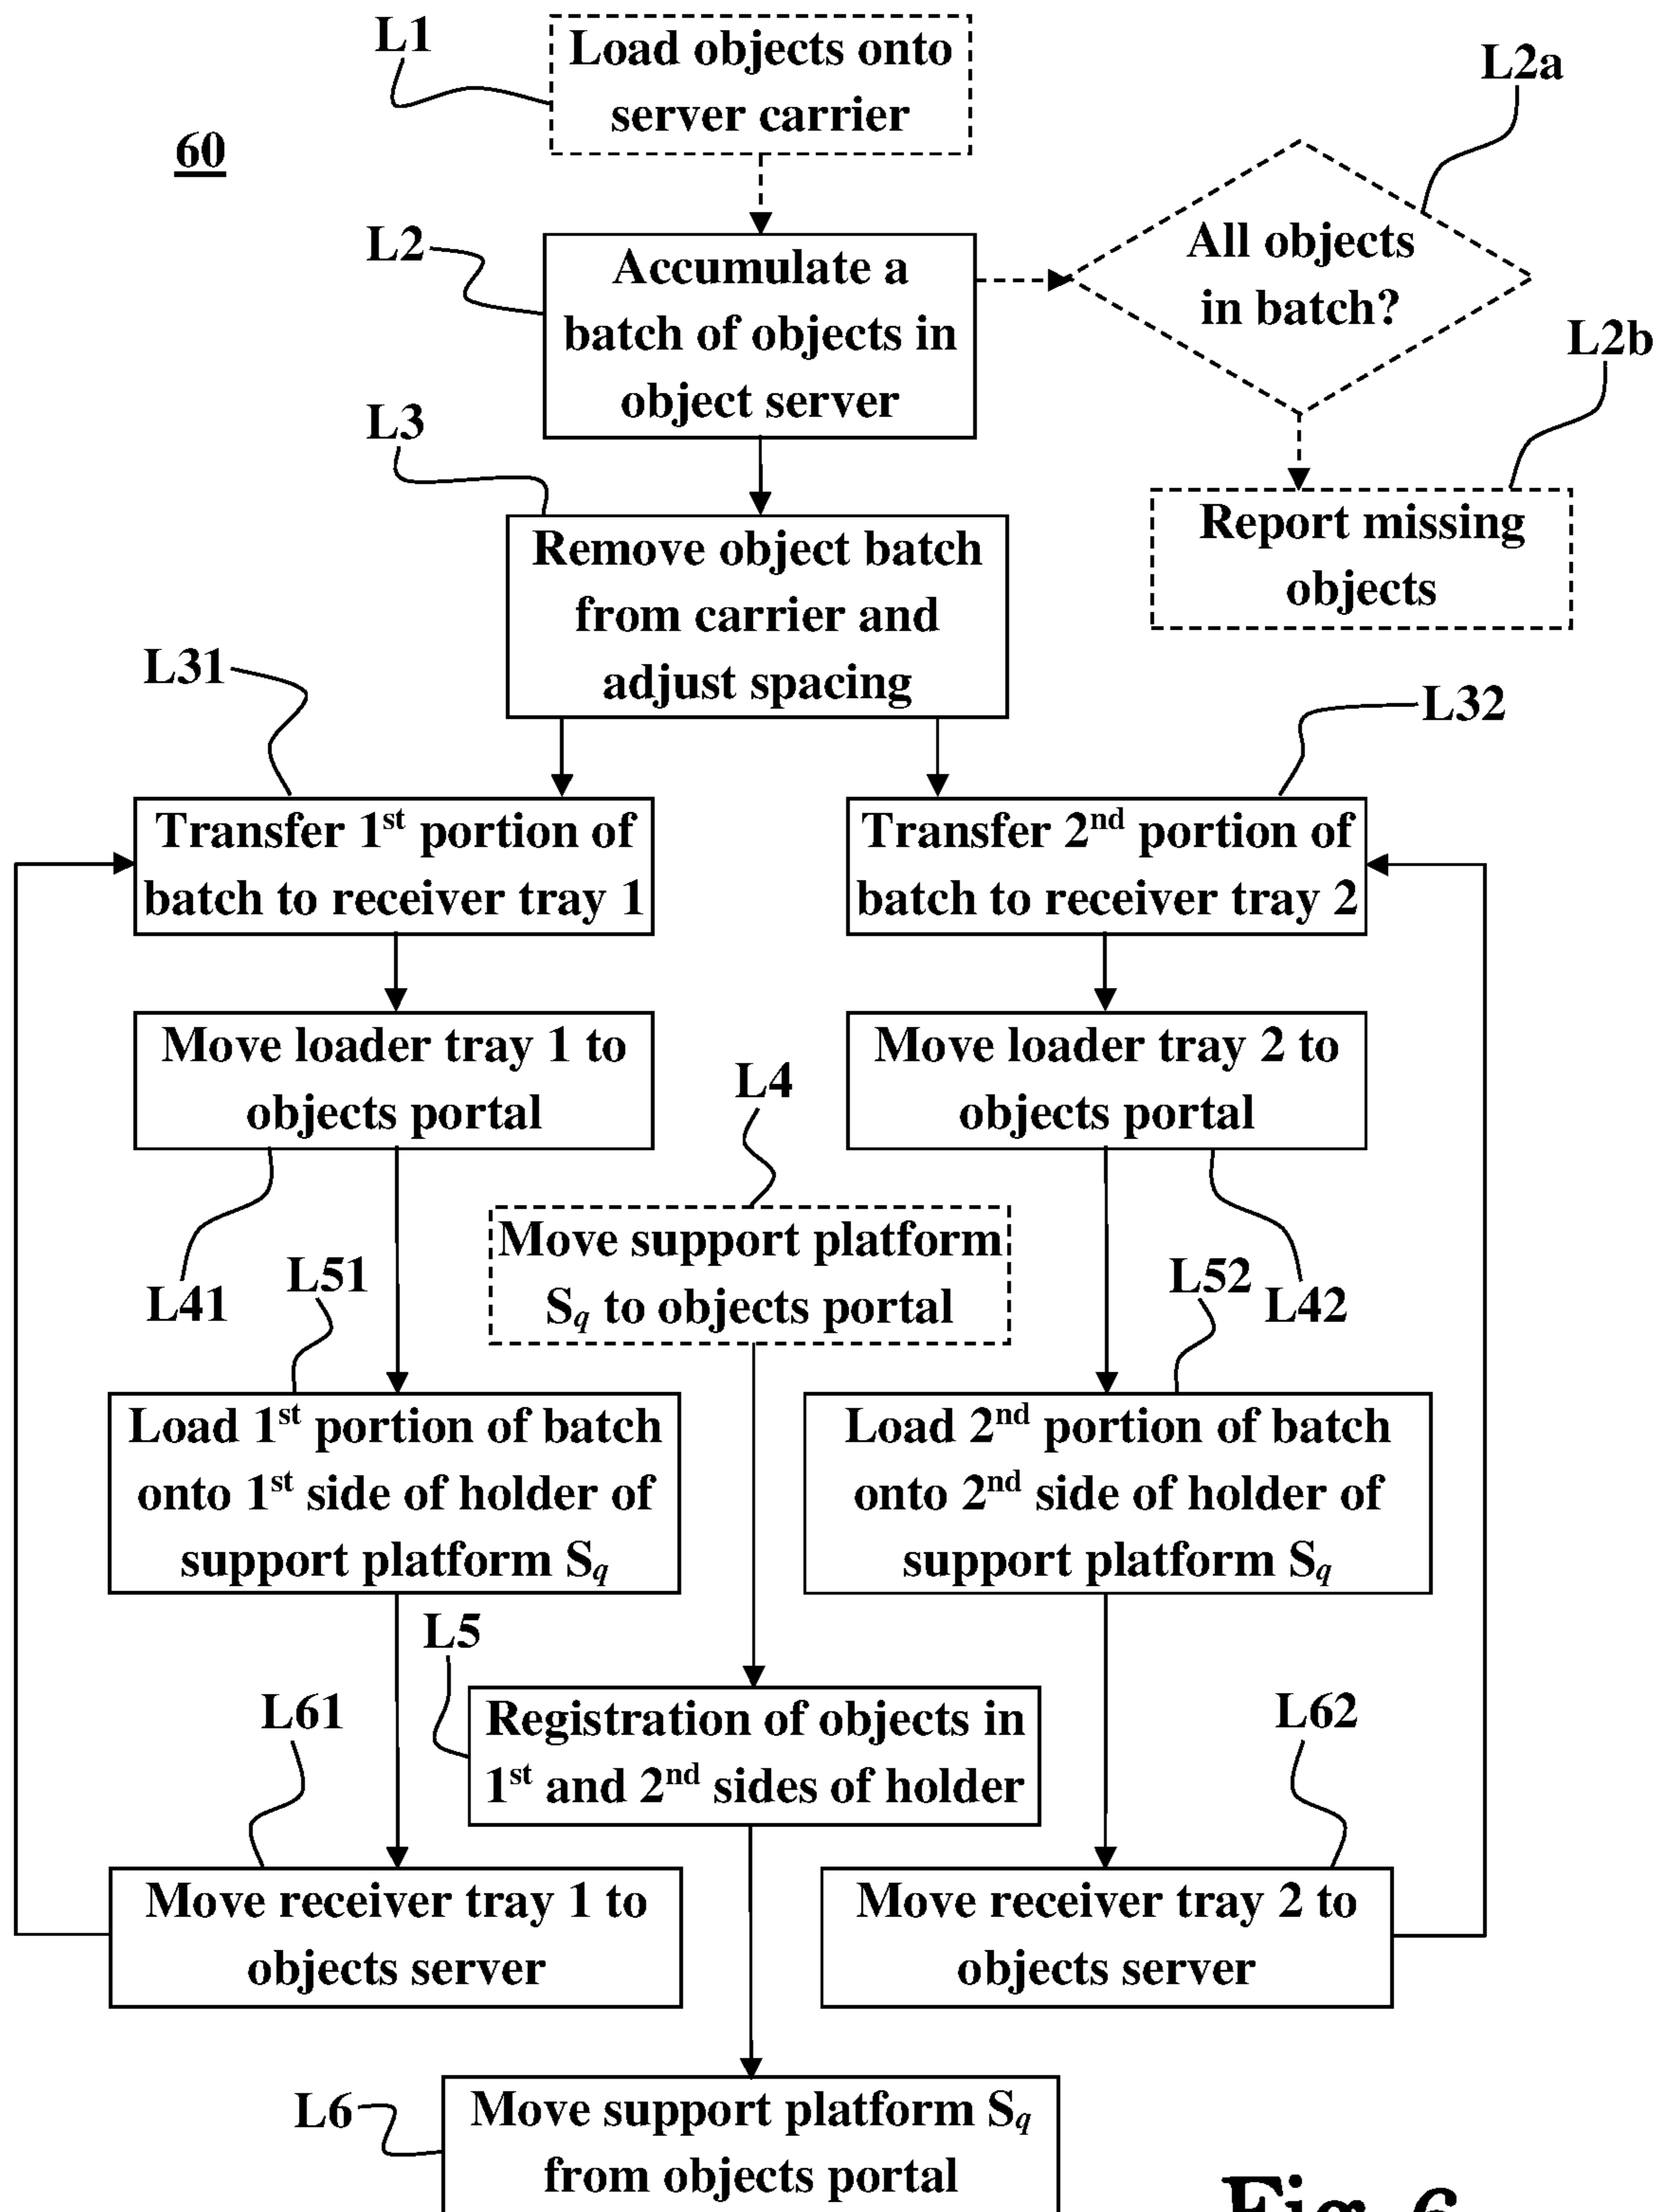 L1
Load objects onto
server carrier
L2a
60
L2
Accumulate a
batch of objects in
object server
All objects
in batch?
L2b
L3
Remove object batch
from carrier and
adjust spacing
Report missing
objects
L31
L32
Transfer 1st portion of
batch to receiver tray 1
Transfer 2nd portion of
batch to receiver tray 2
Move loader tray 1 to
objects portal
L4
Move loader tray 2 to
objects portal
L41
L51
Move support platform
Sq to objects portal
L52
L42
Load 1st portion of batch
onto 1st side of holder of
support platform Sq
Load 2nd portion of batch
onto 2nd side of holder of
support platform Sq
L5
L61
Registration of objects in
1st and 2nd sides of holder
L62
Move receiver tray 1 to
objects server
Move receiver tray 2 to
objects server
L6
Move support platform Sq
from objects portal
Fig. 6